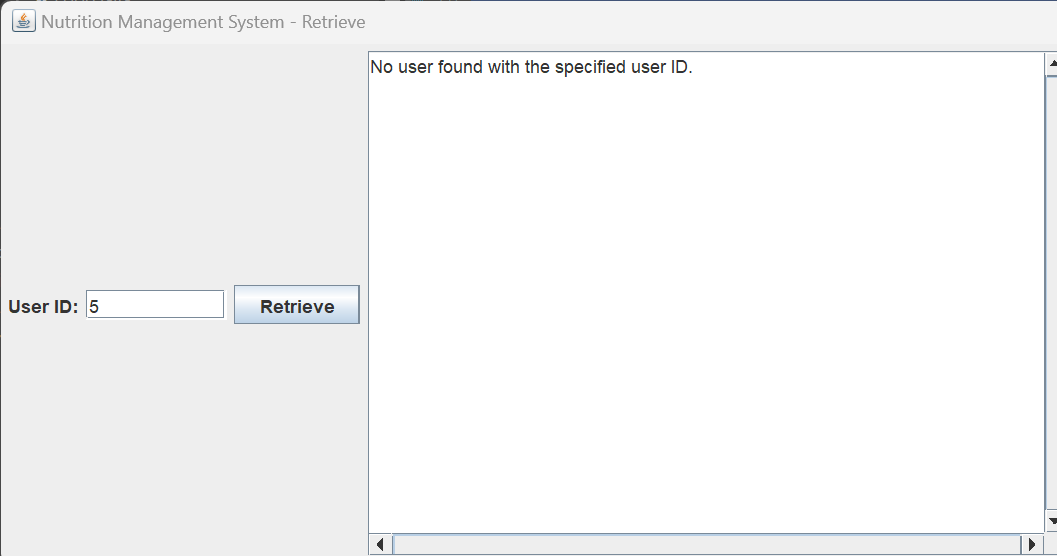 Nutrition Management System - Retrieve
No user found with the specified user ID.
User ID: 5 Retrieve